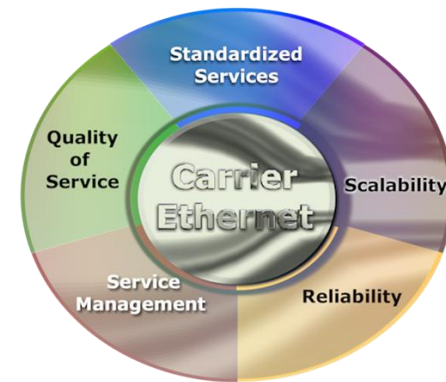 Standardized
Services
Quality
of
Service
Carrier
Ethernet
Scalability
Service
Management
Reliability